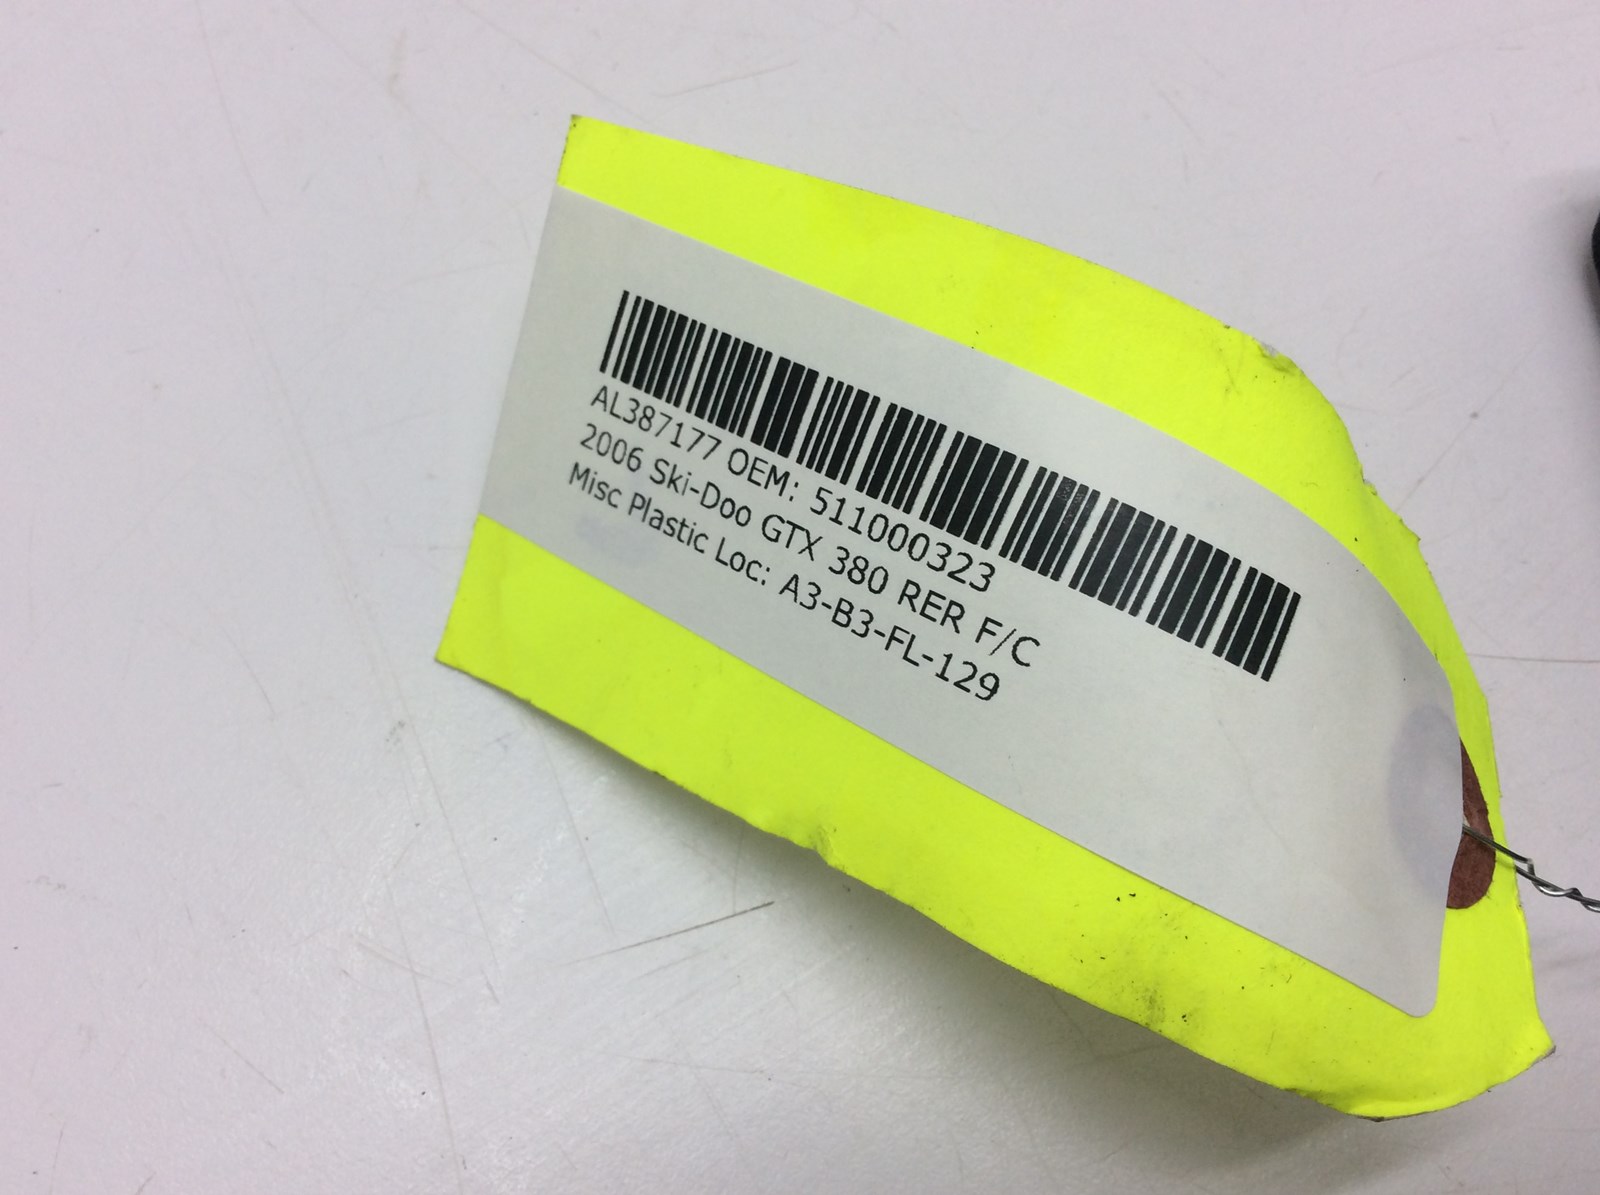 AL387177 OEM: 511000323
2006 Ski-Doo GTX 380 RER F/C
Misc Plastic Loc: A3-B3-FL-129